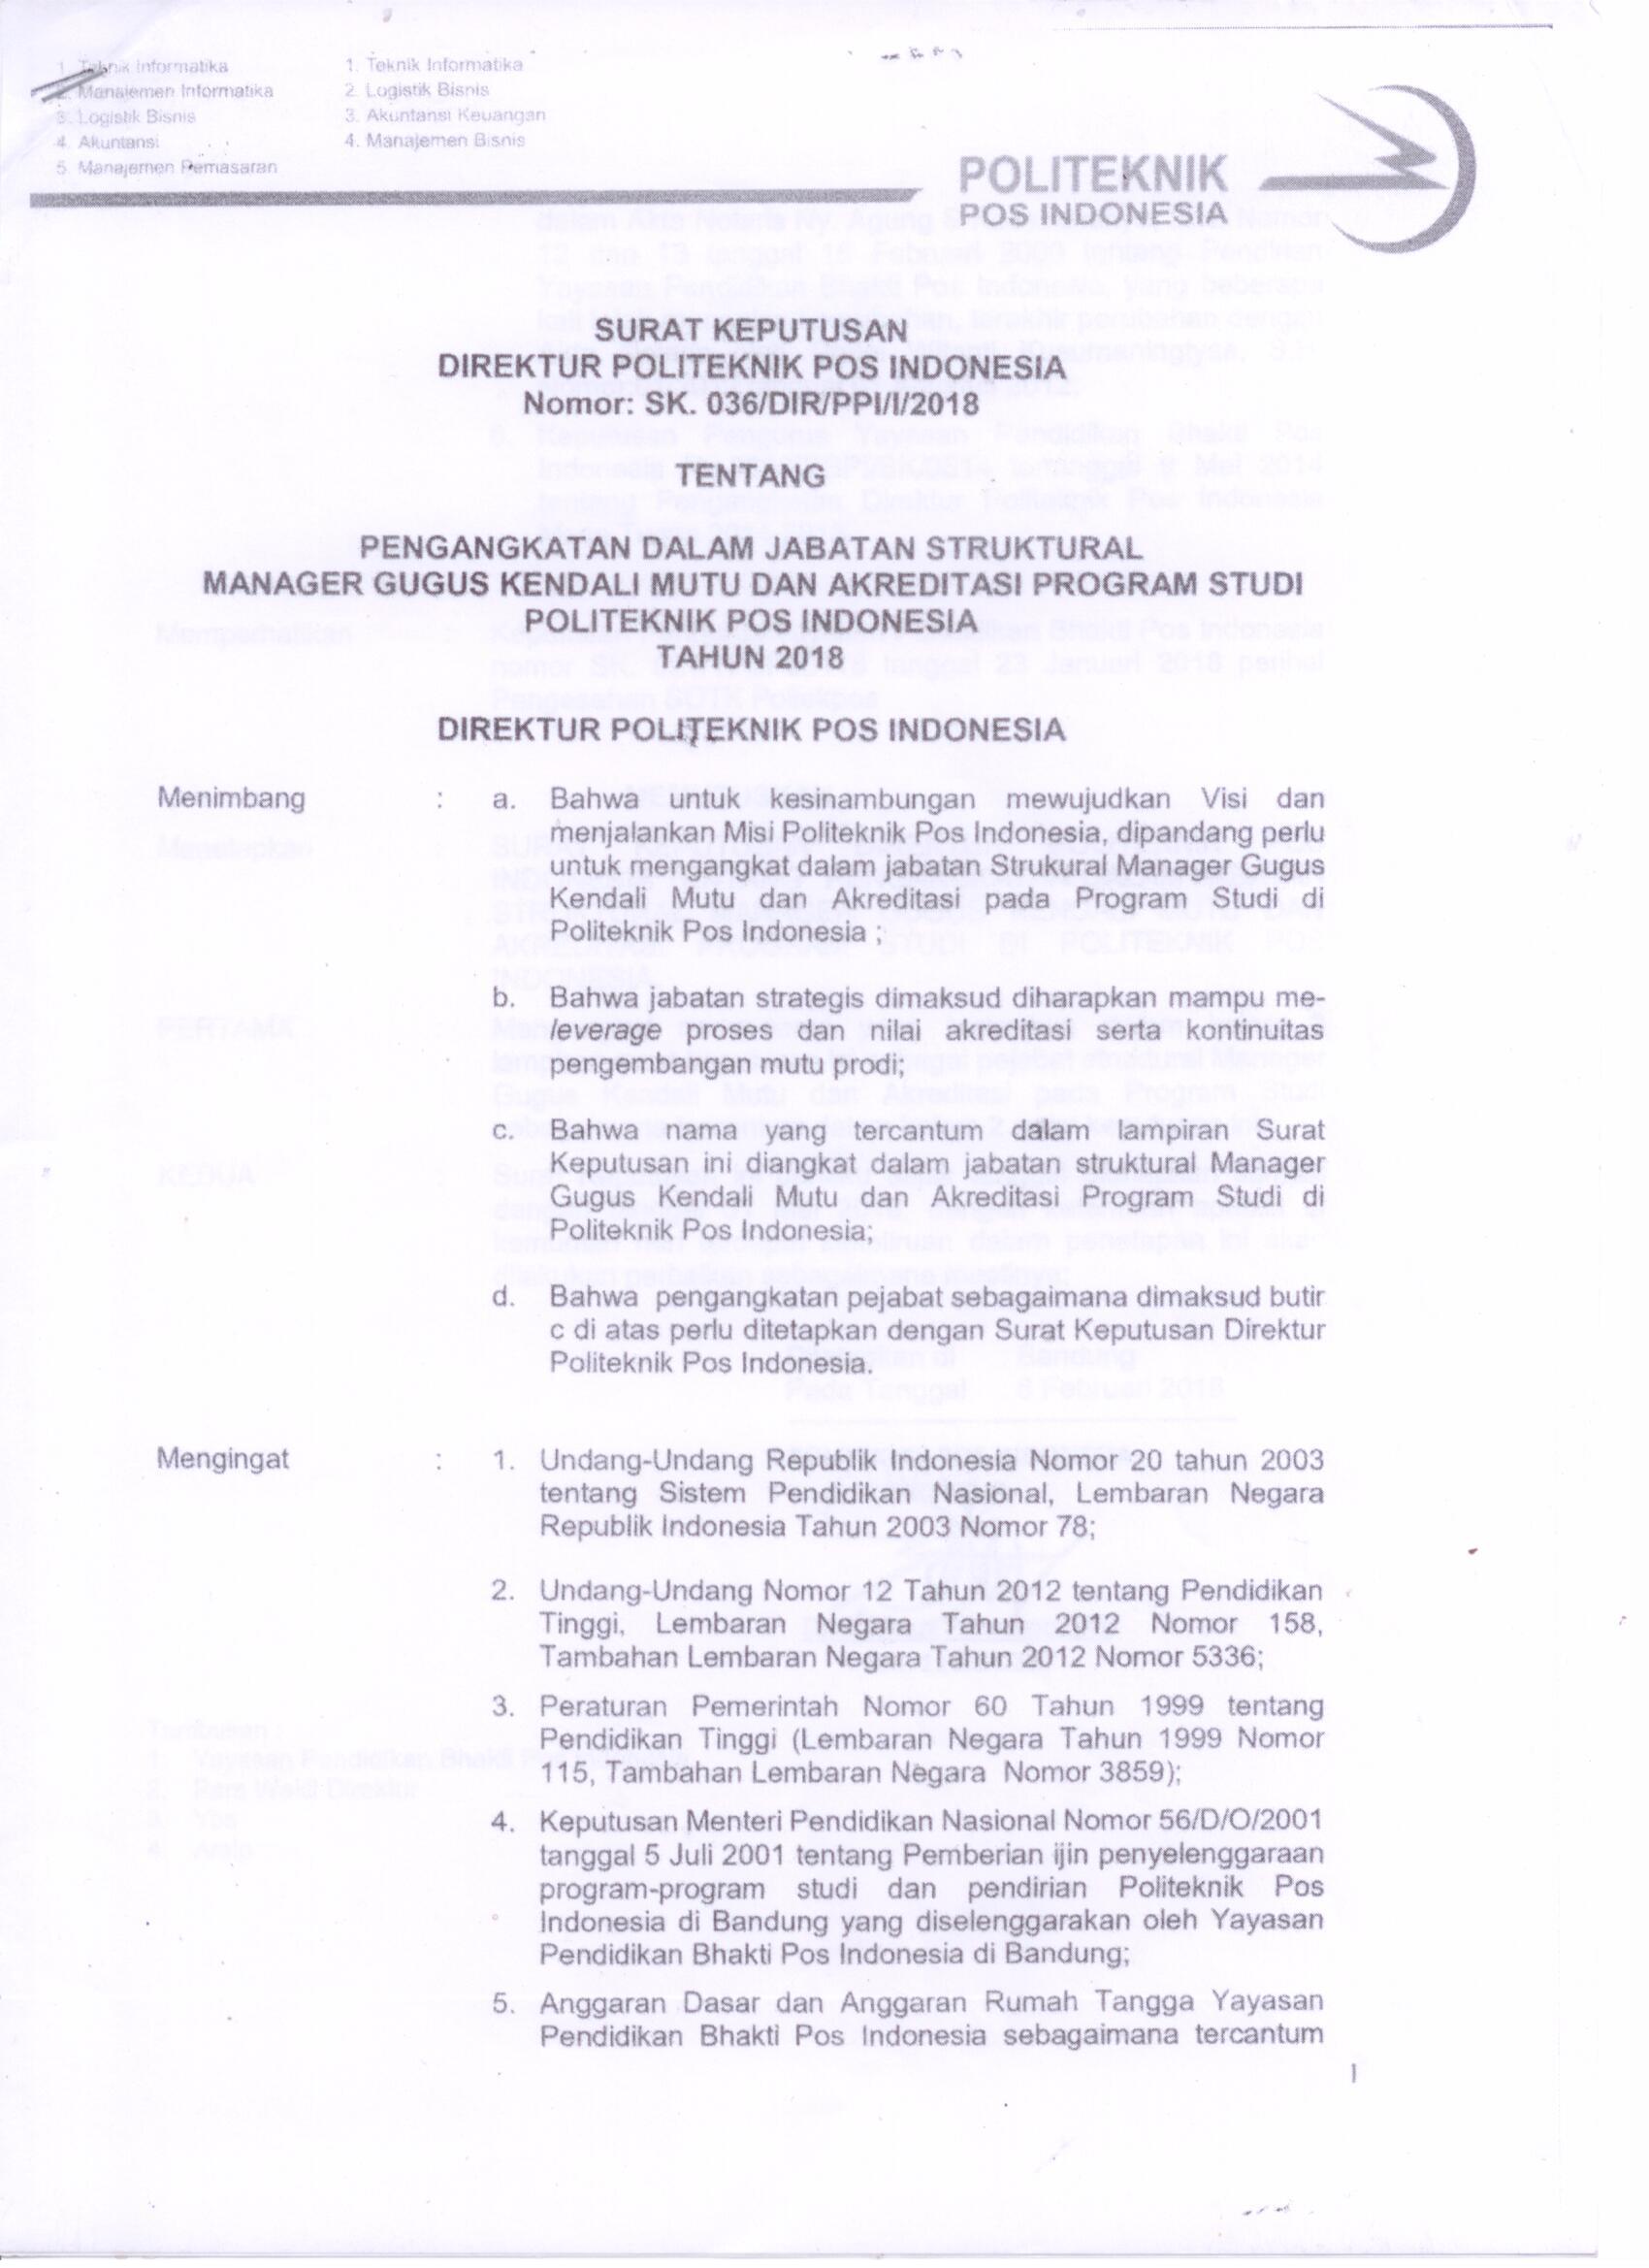 1. Teknik Informatika
2. Manajemen Informatika
3. Logistik Bisnis
4. Akuntansi
5. Manajemen Pemasaran
1. Teknik Informatika
2. Logistik Bisnis
3. Akuntansi Keuangan
4. Manajemen Bisnis
POLITEKNIK
POS INDONESIA
SURAT KEPUTUSAN
DIREKTUR POLITEKNIK POS INDONESIA
Nomor: SK. 036/DIR/PPI/I/2018
TENTANG
PENGANGKATAN DALAM JABATAN STRUKTURAL
MANAGER GUGUS KENDALI MUTU DAN AKREDITASI PROGRAM STUDI
POLITEKNIK POS INDONESIA
TAHUN 2018
DIREKTUR POLITEKNIK POS INDONESIA
Menimbang : a. Bahwa untuk kesinambungan mewujudkan Visi dan
menjalankan Misi Politeknik Pos Indonesia, dipandang perlu
untuk mengangkat dalam jabatan Strukural Manager Gugus
Kendali Mutu dan Akreditasi pada Program Studi di
Politeknik Pos Indonesia ;
b. Bahwa jabatan strategis dimaksud diharapkan mampu me-
leverage proses dan nilai akreditasi serta kontinuitas
pengembangan mutu prodi;
c. Bahwa nama yang tercantum dalam lampiran Surat
Keputusan ini diangkat dalam jabatan struktural Manager
Gugus Kendali Mutu dan Akreditasi Program Studi di
Politeknik Pos Indonesia;
d. Bahwa pengangkatan pejabat sebagaimana dimaksud butir
c di atas perlu ditetapkan dengan Surat Keputusan Direktur
Politeknik Pos Indonesia.
Mengingat : 1. Undang-Undang Republik Indonesia Nomor 20 tahun 2003
tentang Sistem Pendidikan Nasional, Lembaran Negara
Republik Indonesia Tahun 2003 Nomor 78;
2. Undang-Undang Nomor 12 Tahun 2012 tentang Pendidikan
Tinggi, Lembaran Negara Tahun 2012 Nomor 158,
Tambahan Lembaran Negara Tahun 2012 Nomor 5336;
3. Peraturan Pemerintah Nomor 60 Tahun 1999 tentang
Pendidikan Tinggi (Lembaran Negara Tahun 1999 Nomor
115, Tambahan Lembaran Negara Nomor 3859);
4. Keputusan Menteri Pendidikan Nasional Nomor 56/D/O/2001
tanggal 5 Juli 2001 tentang Pemberian ijin penyelenggaraan
program-program studi dan pendirian Politeknik Pos
Indonesia di Bandung yang diselenggarakan oleh Yayasan
Pendidikan Bhakti Pos Indonesia di Bandung;
5. Anggaran Dasar dan Anggaran Rumah Tangga Yayasan
Pendidikan Bhakti Pos Indonesia sebagaimana tercantum
1